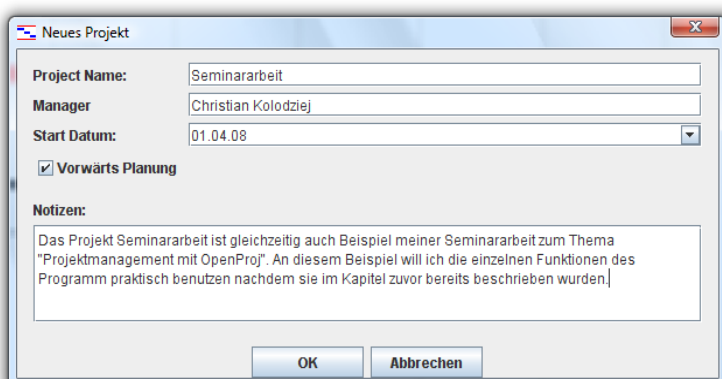 Neues Projekt
Project Name: Seminararbeit
Manager Christian Kolodziej
Start Datum: 01.04.08
Vorwärts Planung
Notizen:
Das Projekt Seminararbeit ist gleichzeitig auch Beispiel meiner Seminararbeit zum Thema
"Projektmanagement mit OpenProj". An diesem Beispiel will ich die einzelnen Funktionen des
Programm praktisch benutzen nachdem sie im Kapitel zuvor bereits beschrieben wurden.
OK Abbrechen